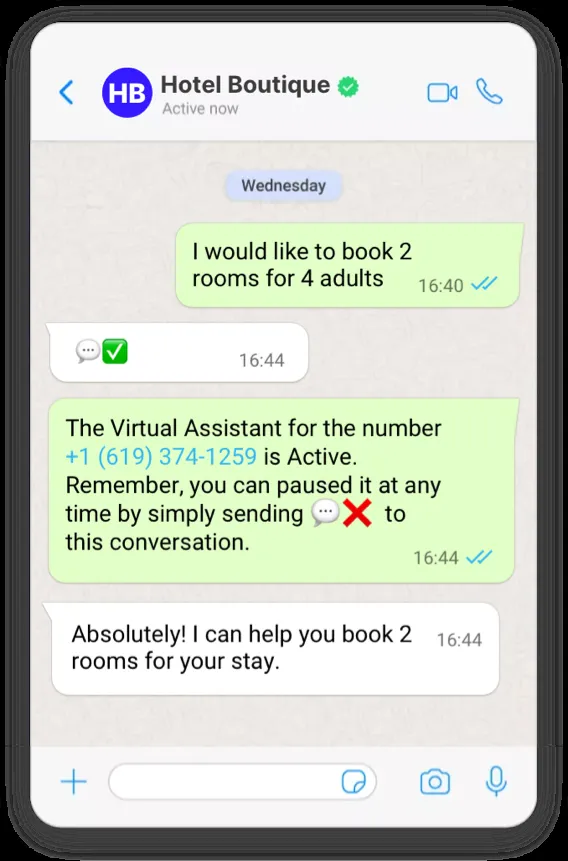 HB
Hotel Boutique
Active now
Wednesday
I would like to book 2
rooms for 4 adults
16:40
💬✅
16:44
The Virtual Assistant for the number
+1 (619) 374-1259 is Active.
Remember, you can paused it at any
time by simply sending 💬❌ to
this conversation.
16:44
Absolutely! I can help you book 2
16:44
rooms for your stay.